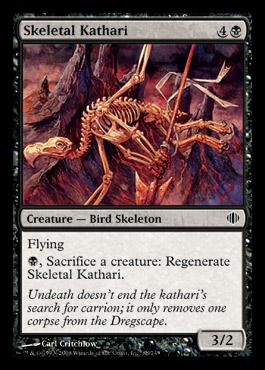 Skeletal Kathari 4
Creature — Bird Skeleton
Flying
, Sacrifice a creature: Regenerate
Skeletal Kathari.
Undeath doesn't end the kathari's
search for carrion; it only removes one
corpse from the Dregscape.
Carl Critchlow
3/2